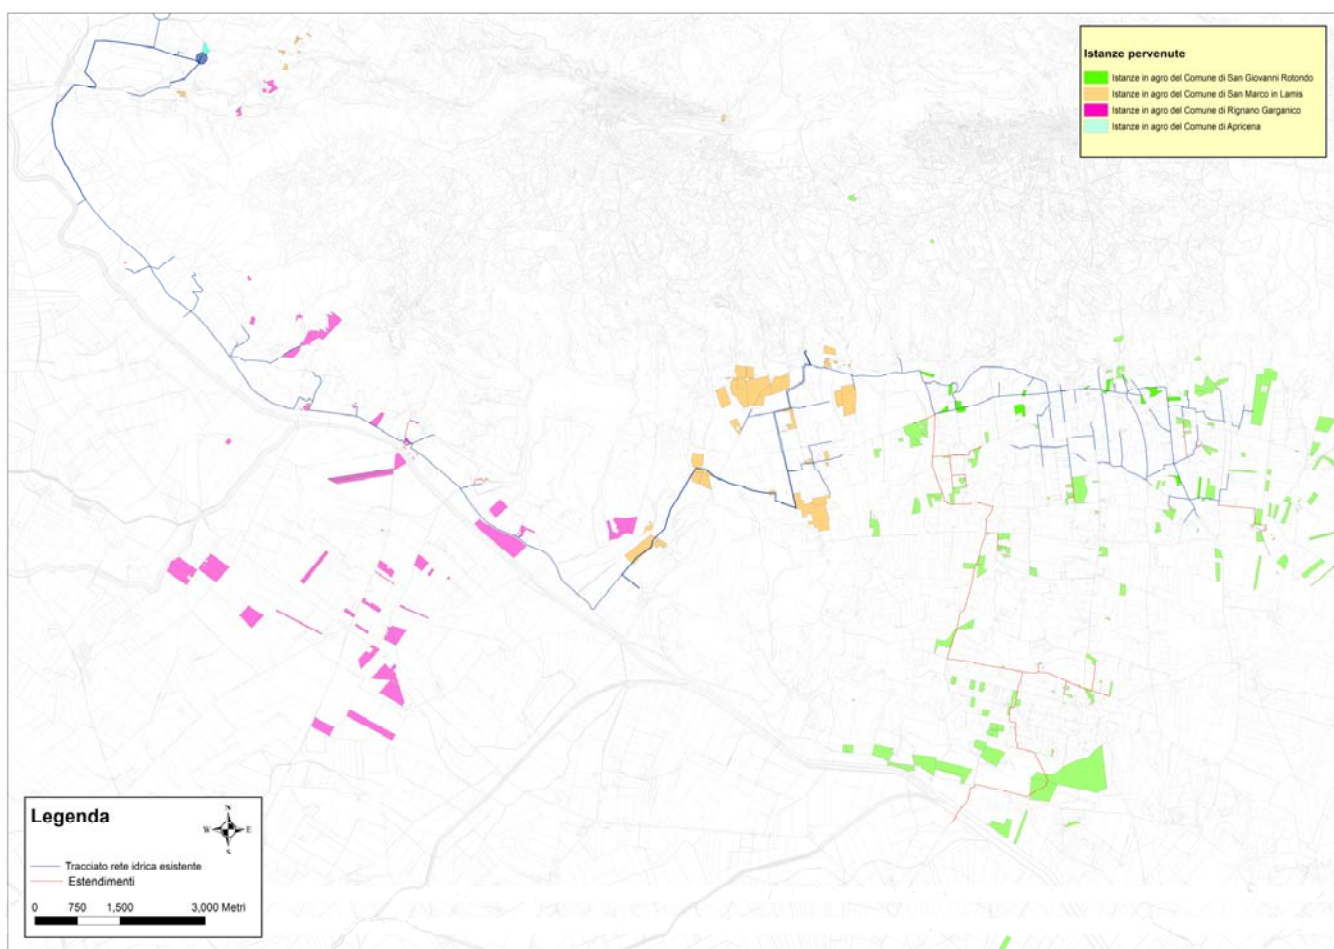 Istanze pervenute
Istanze in agro del Comune di San Giovanni Rotondo
Istanze in agro del Comune di San Marco in Lamis
Istanze in agro del Comune di Rignano Garganico
Istanze in agro del Comune di Apricena
Legenda
N
W E
S
Tracciato rete idrica esistente
Estendimenti
0 750 1,500 3,000 Metri